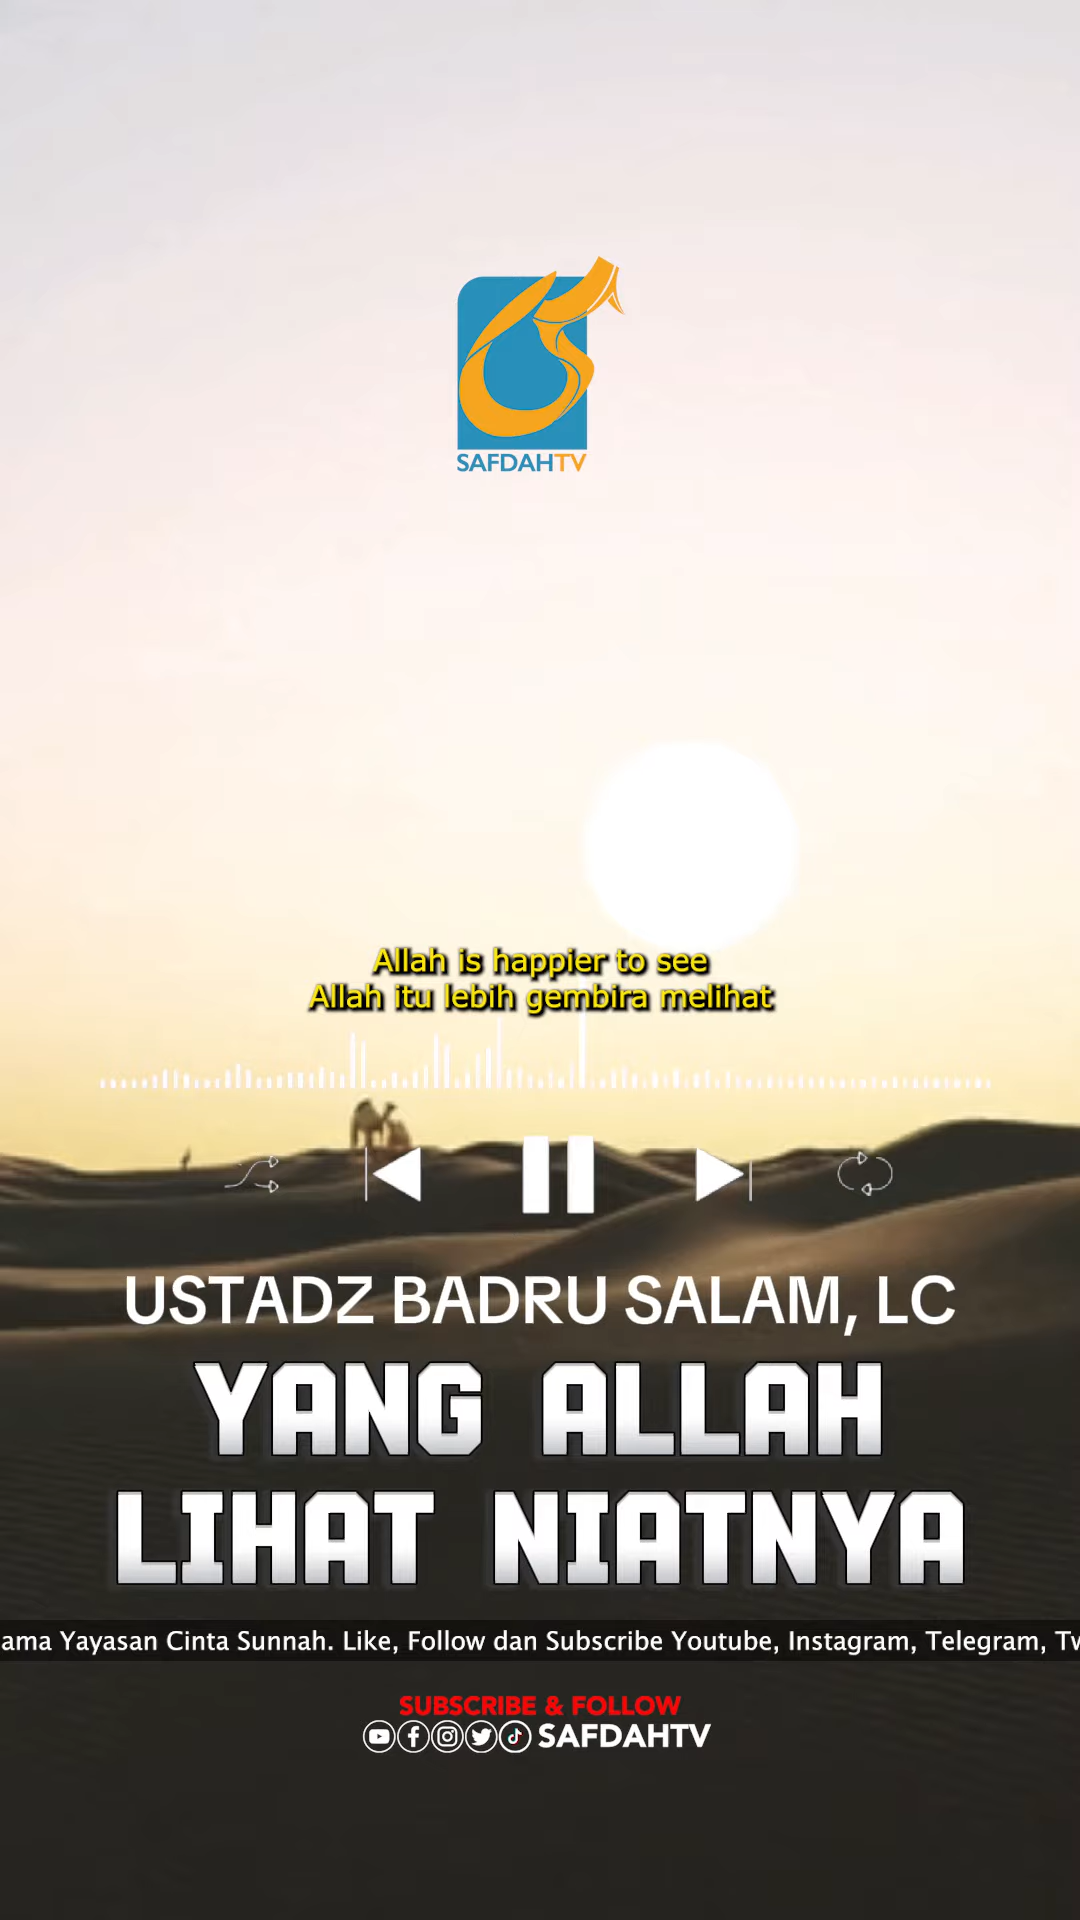 SAFDAHTV
Allah is happier to see
Allah itu lebih gembira melihat
USTADZ BADRU SALAM, LC
YANG ALLAH
LIHAT NIATNYA
ama Yayasan Cinta Sunnah. Like, Follow dan Subscribe Youtube, Instagram, Telegram, Tw
SUBSCRIBE & FOLLOW
SAFDAHTV